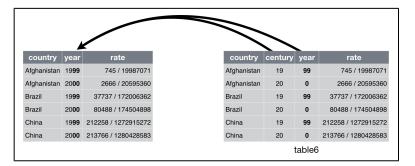 country year rate
Afghanistan 1999 745 / 19987071
Afghanistan 2000 2666 / 20595360
Brazil 1999 37737 / 172006362
Brazil 2000 80488 / 174504898
China 1999 212258 / 1272915272
China 2000 213766 / 1280428583
country century year rate
Afghanistan 19 99 745 / 19987071
Afghanistan 20 0 2666 / 20595360
Brazil 19 99 37737 / 172006362
Brazil 20 0 80488 / 174504898
China 19 99 212258 / 1272915272
China 20 0 213766 / 1280428583
table6